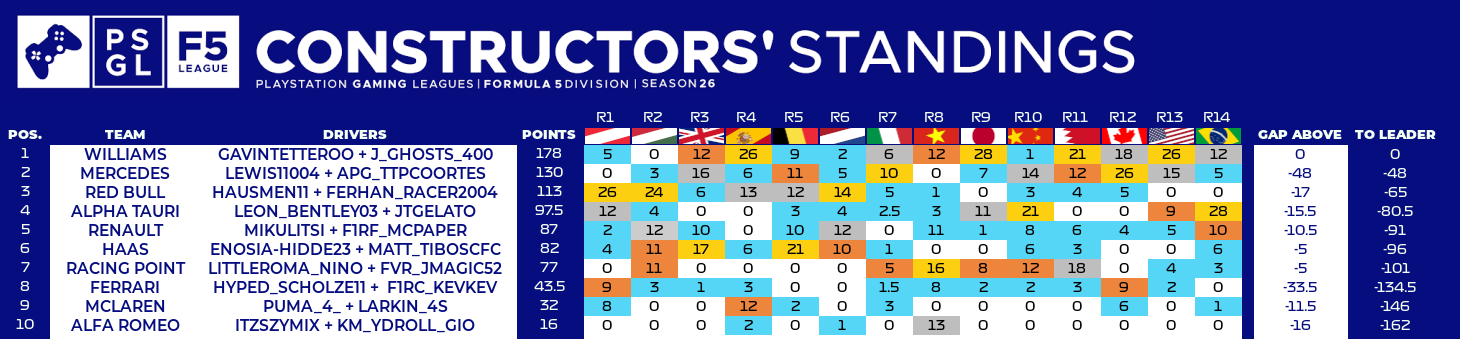 PS
GL
F5
LEAGUE
CONSTRUCTORS' STANDINGS
PLAYSTATION GAMING LEAGUES | FORMULA 5 DIVISION | SEASON 26
R1 R2 R3 R4 R5 R6 R7 R8 R9 R10 R11 R12 R13 R14
POS. TEAM DRIVERS POINTS GAP ABOVE TO LEADER
1 WILLIAMS GAVINTETTEROO + J_GHOSTS_400 178 5 0 12 26 9 2 6 12 28 1 21 18 26 12 0 0
2 MERCEDES LEWIS11004 + APG_TTPCOORTES 130 0 3 16 6 11 5 10 0 7 14 12 26 15 5 -48 -48
3 RED BULL HAUSMEN11 + FERHAN_RACER2004 113 26 24 6 13 12 14 5 1 0 3 4 5 0 0 -17 -65
4 ALPHA TAURI LEON_BENTLEY03 + JTGELATO 97.5 12 4 0 0 3 4 2.5 3 11 21 0 0 9 28 -15.5 -80.5
5 RENAULT MIKULITSI + F1RF_MCPAPER 87 2 12 10 0 10 12 0 11 1 8 6 4 5 10 -10.5 -91
6 HAAS ENOSIA-HIDDE23 + MATT_TIBOSCFC 82 4 11 17 6 21 10 1 0 0 6 3 0 0 4 -5 -96
7 RACING POINT LITTLEROMA_NINO + FVR_JMAGIC52 77 0 11 0 0 0 0 5 16 8 12 18 0 4 3 -5 -101
8 FERRARI HYPED_SCHOLZE11 + F1RC_KEVKEV 43.5 9 3 1 3 0 0 1.5 8 2 2 3 9 2 0 -33.5 -134.5
9 MCLAREN PUMA_4_ + LARKIN_4S 32 8 0 0 12 2 0 3 0 0 0 0 6 0 1 -11.5 -146
10 ALFA ROMEO ITZSZYMIX + KM_YDROLL_GIO 16 0 0 0 2 0 1 0 13 0 0 0 0 0 0 -16 -162